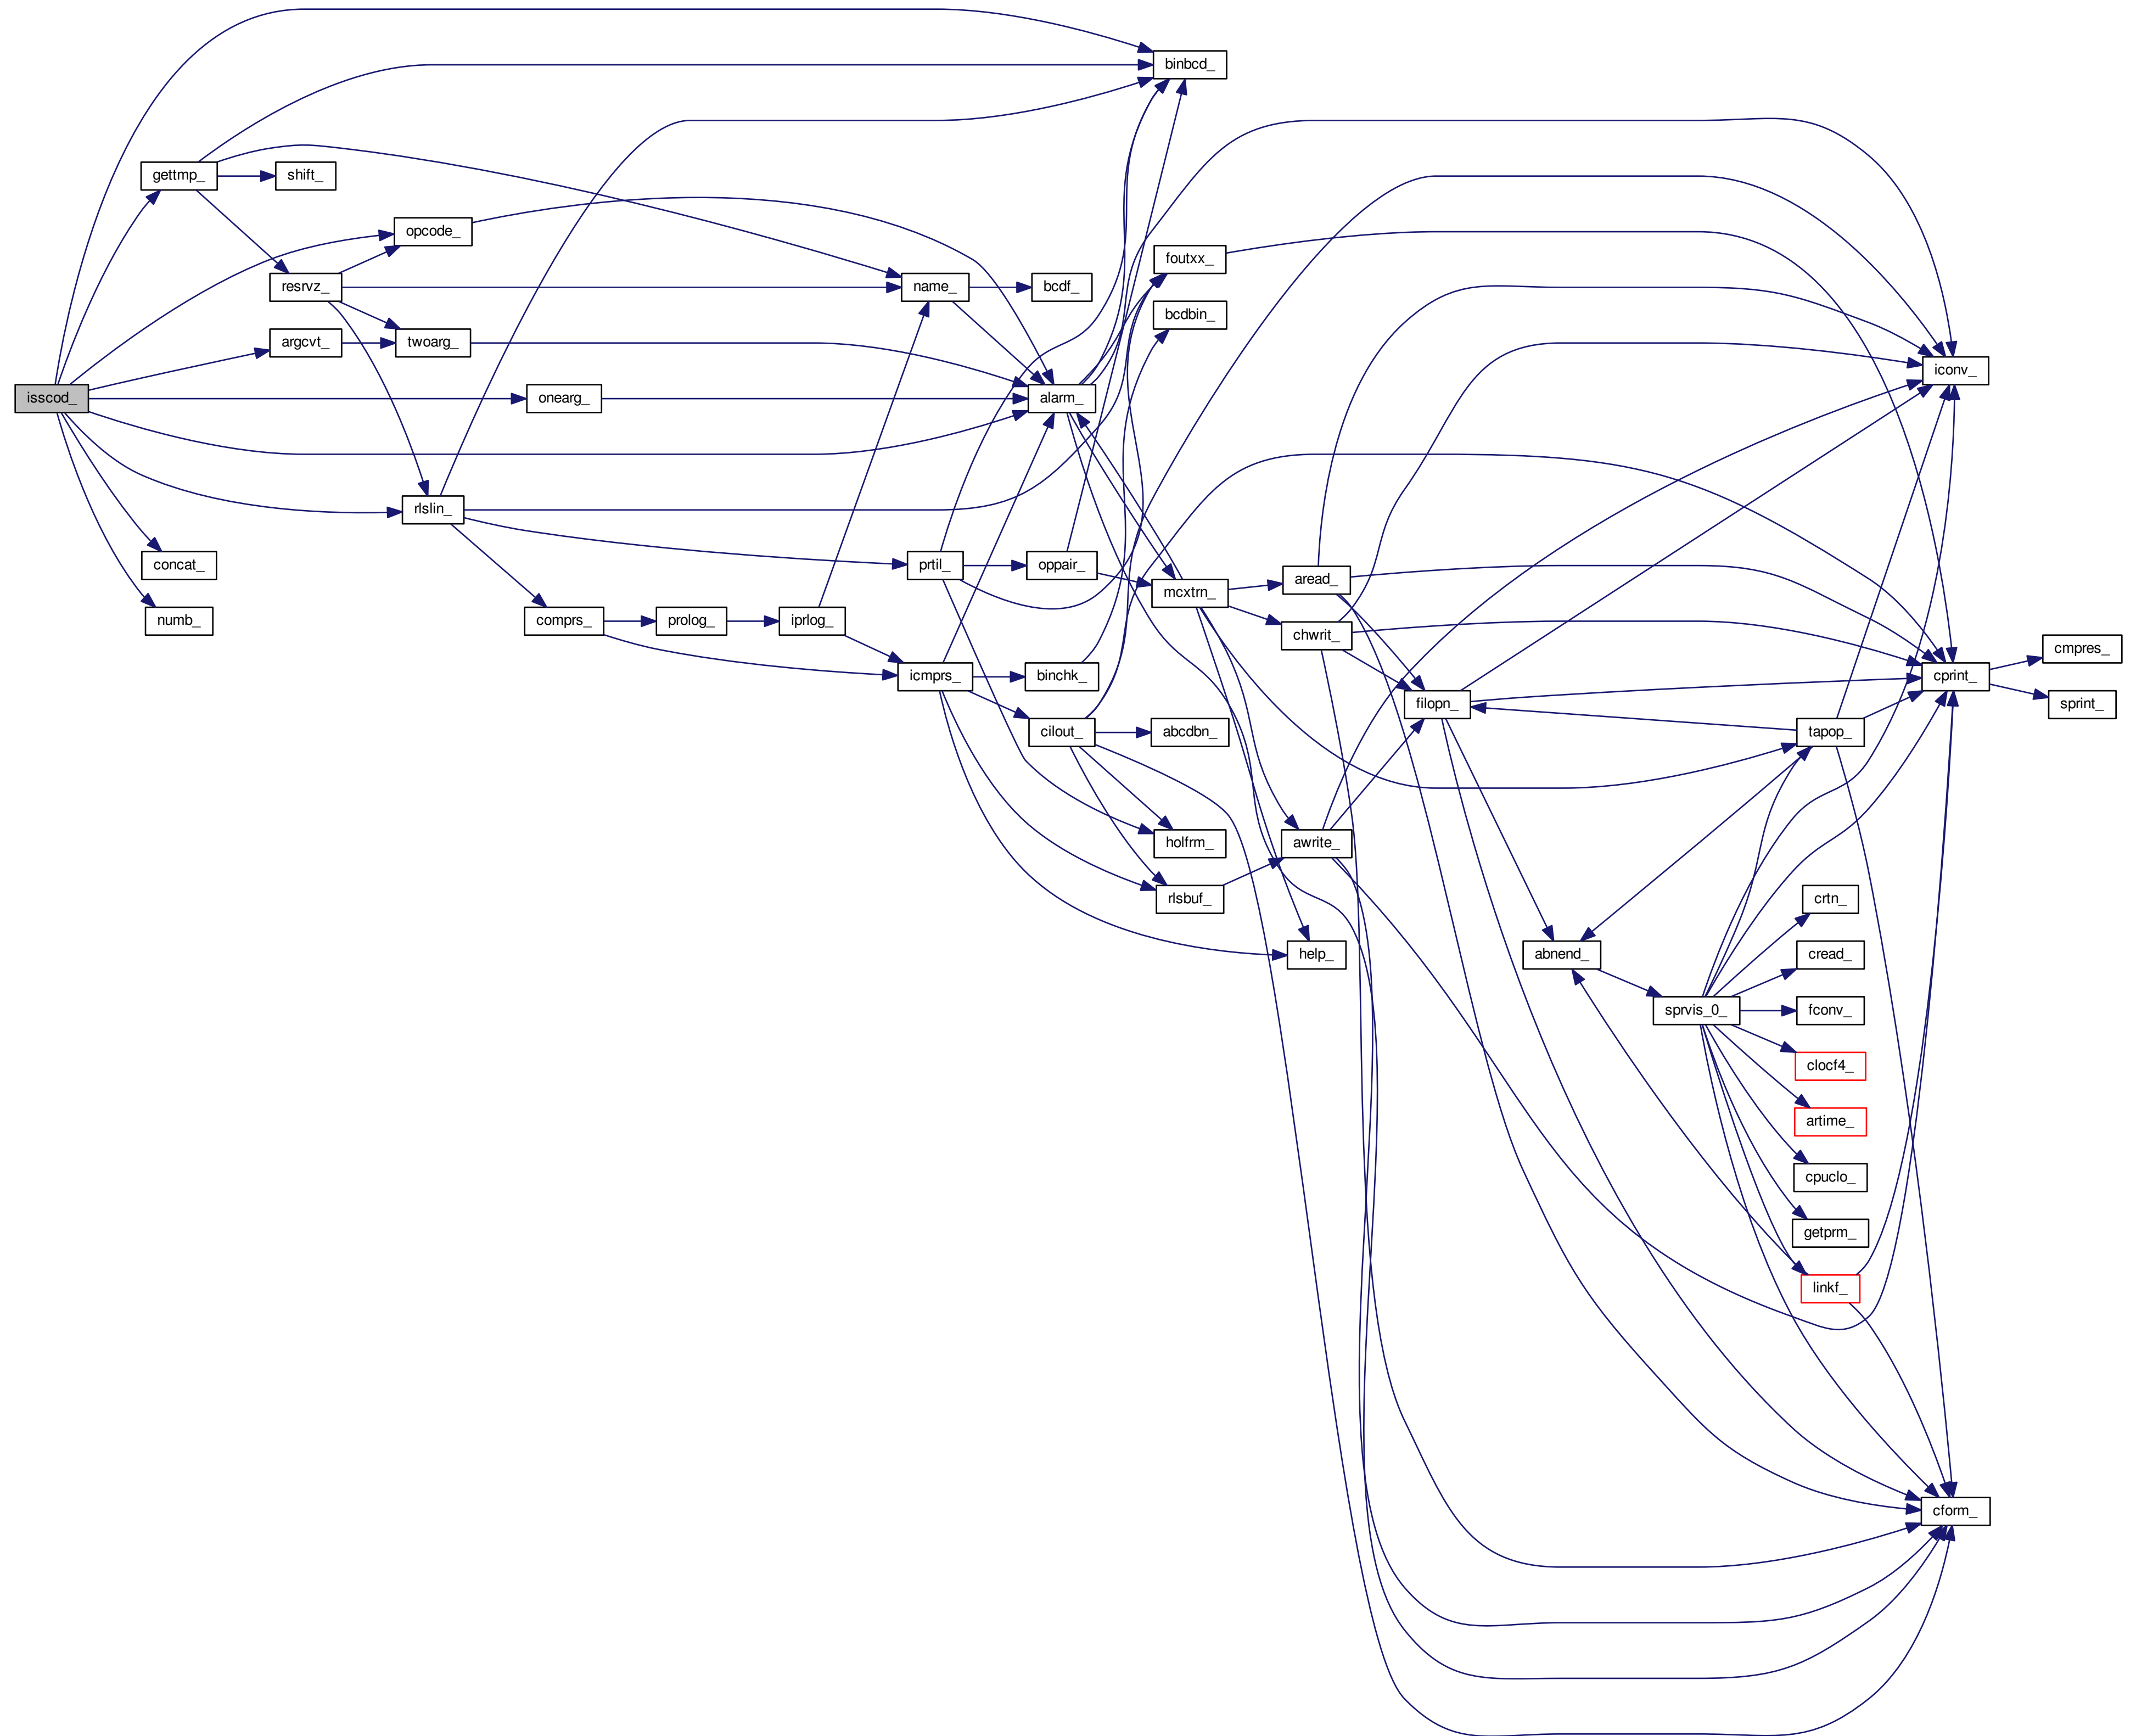 binbcd_
gettmp_
shift_
opcode_
foutxx_
resrvz_
name_
bcdf_
bcdbin_
argcvt_
twoarg_
iconv_
isscod_
onearg_
alarm_
rlslin_
concat_
prtil_
oppair_
aread_
mcxtrn_
numb_
comprs_
prolog_
iprlog_
chwrit_
cmpres_
icmprs_
binchk_
cprint_
filopn_
sprint_
cilout_
abcdbn_
tapop_
holfrm_
awrite_
rlsbuf_
crtn_
help_
abnend_
cread_
sprvis_0_
fconv_
clocf4_
artime_
cpuclo_
getprm_
linkf_
cform_